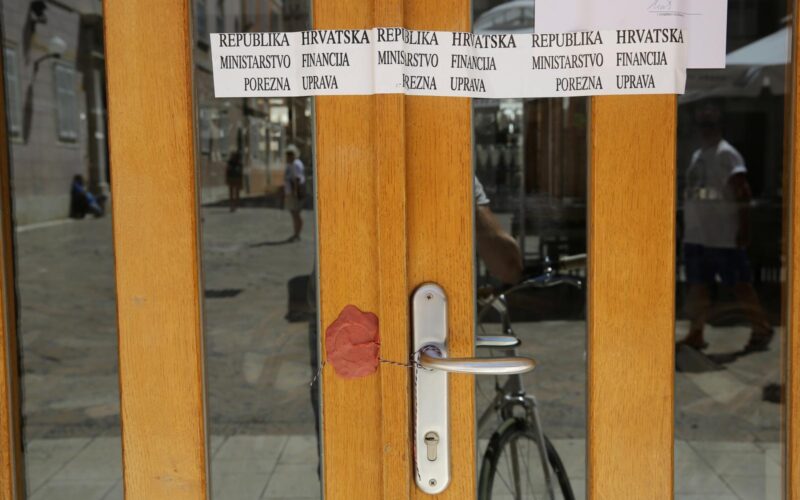 REPUBLIKA HRVATSKA REPUBLIKA HRVATSKA REPUBLIKA HRVATSKA
MINISTARSTVO FINANCIJA MINISTARSTVO FINANCIJA MINISTARSTVO FINANCIJA
POREZNA UPRAVA POREZNA UPRAVA POREZNA UPRAVA